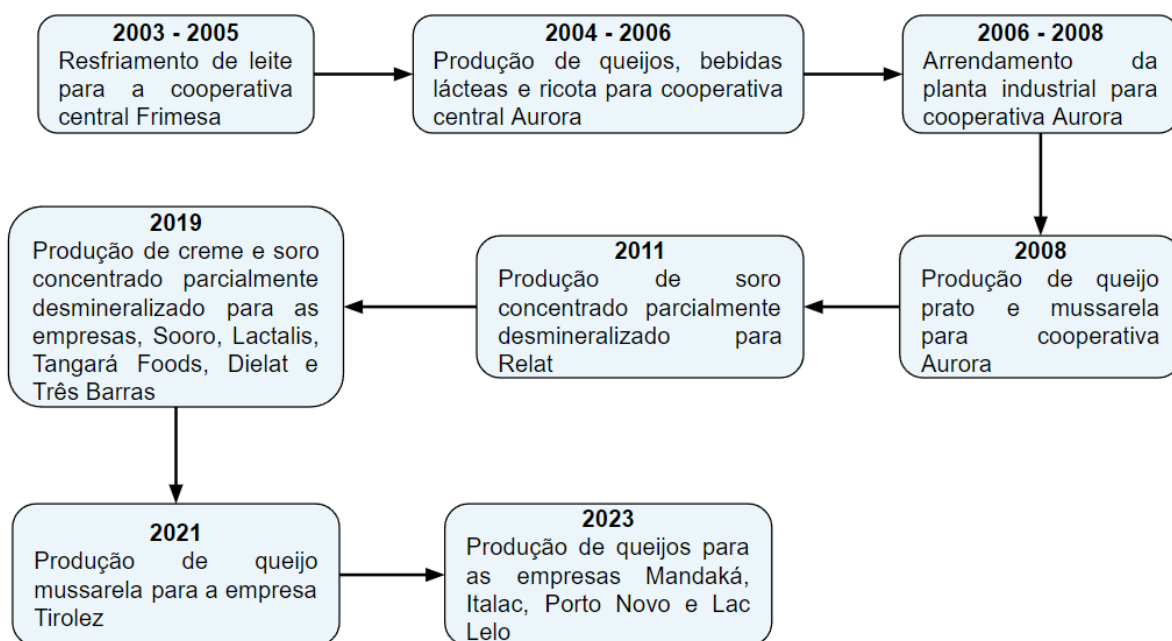 2003 - 2005
Resfriamento de leite
para a cooperativa
central Frimesa
2004 - 2006
Produção de queijos, bebidas
lácteas e ricota para cooperativa
central Aurora
2006 - 2008
Arrendamento da
planta industrial para
cooperativa Aurora
2008
Produção de queijo
prato e mussarela
para cooperativa
Aurora
2011
Produção de soro
concentrado parcialmente
desmineralizado para
Relat
2019
Produção de creme e soro
concentrado parcialmente
desmineralizado para as
empresas, Sooro, Lactalis,
Tangará Foods, Dielat e
Três Barras
2021
Produção de queijo
mussarela para a empresa
Tirolez
2023
Produção de queijos para
as empresas Mandaká,
Italac, Porto Novo e Lac
Lelo